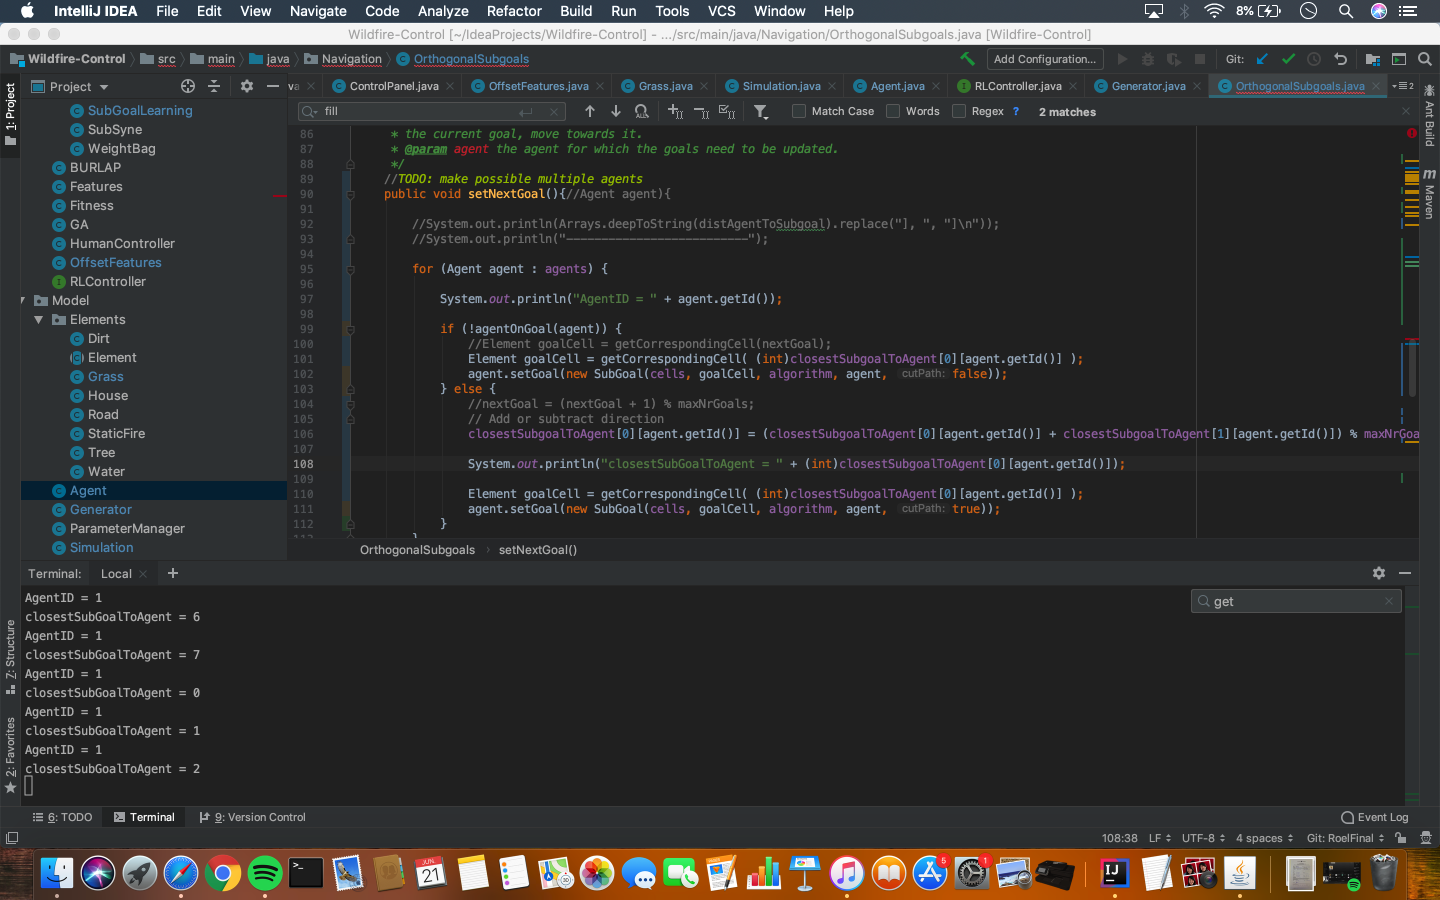 IntelliJ IDEA File Edit View Navigate Code Analyze Refactor Build Run Tools VCS Window Help 8%
Wildfire-Control [~/IdeaProjects/Wildfire-Control] - .../src/main/java/Navigation/OrthogonalSubgoals.java [Wildfire-Control]
Wildfire-Control src main java Navigation OrthogonalSubgoals Add Configuration... Git:
Project va ControlPanel.java OffsetFeatures.java Grass.java Simulation.java Agent.java RLController.java Generator.java OrthogonalSubgoals.java 2
fill Match Case Words Regex ? 2 matches
1: Project
Z: Structure
2: Favorites
Ant Build
m Maven
SubGoalLearning
SubSyne
WeightBag
BURLAP
Features
Fitness
GA
HumanController
OffsetFeatures
RLController
Model
Elements
Dirt
Element
Grass
House
Road
StaticFire
Tree
Water
Agent
Generator
ParameterManager
Simulation
86 * the current goal, move towards it.
87 * @param agent the agent for which the goals need to be updated.
88 */
89 //TODO: make possible multiple agents
90 public void setNextGoal(){//Agent agent){
91
92 //System.out.println(Arrays.deepToString(distAgentToSubgoal).replace("], ", "]\n"));
93 //System.out.println("--------------------------");
94
95 for (Agent agent : agents) {
96
97 System.out.println("AgentID = " + agent.getId());
98
99 if (!agentOnGoal(agent)) {
100 //Element goalCell = getCorrespondingCell(nextGoal);
101 Element goalCell = getCorrespondingCell( (int)closestSubgoalToAgent[0][agent.getId()] );
102 agent.setGoal(new SubGoal(cells, goalCell, algorithm, agent, cutPath: false));
103 } else {
104 //nextGoal = (nextGoal + 1) % maxNrGoals;
105 // Add or subtract direction
106 closestSubgoalToAgent[0][agent.getId()] = (closestSubgoalToAgent[0][agent.getId()] + closestSubgoalToAgent[1][agent.getId()]) % maxNrGoa
107
108 System.out.println("closestSubGoalToAgent = " + (int)closestSubgoalToAgent[0][agent.getId()]);
109
110 Element goalCell = getCorrespondingCell( (int)closestSubgoalToAgent[0][agent.getId()] );
111 agent.setGoal(new SubGoal(cells, goalCell, algorithm, agent, cutPath: true));
112 }
113 }
OrthogonalSubgoals setNextGoal()
Terminal: Local +
get
AgentID = 1
closestSubGoalToAgent = 6
AgentID = 1
closestSubGoalToAgent = 7
AgentID = 1
closestSubGoalToAgent = 0
AgentID = 1
closestSubGoalToAgent = 1
AgentID = 1
closestSubGoalToAgent = 2
6: TODO Terminal 9: Version Control Event Log
108:38 LF UTF-8 4 spaces Git: RoelFinal
JUN 21 5 1 IJ